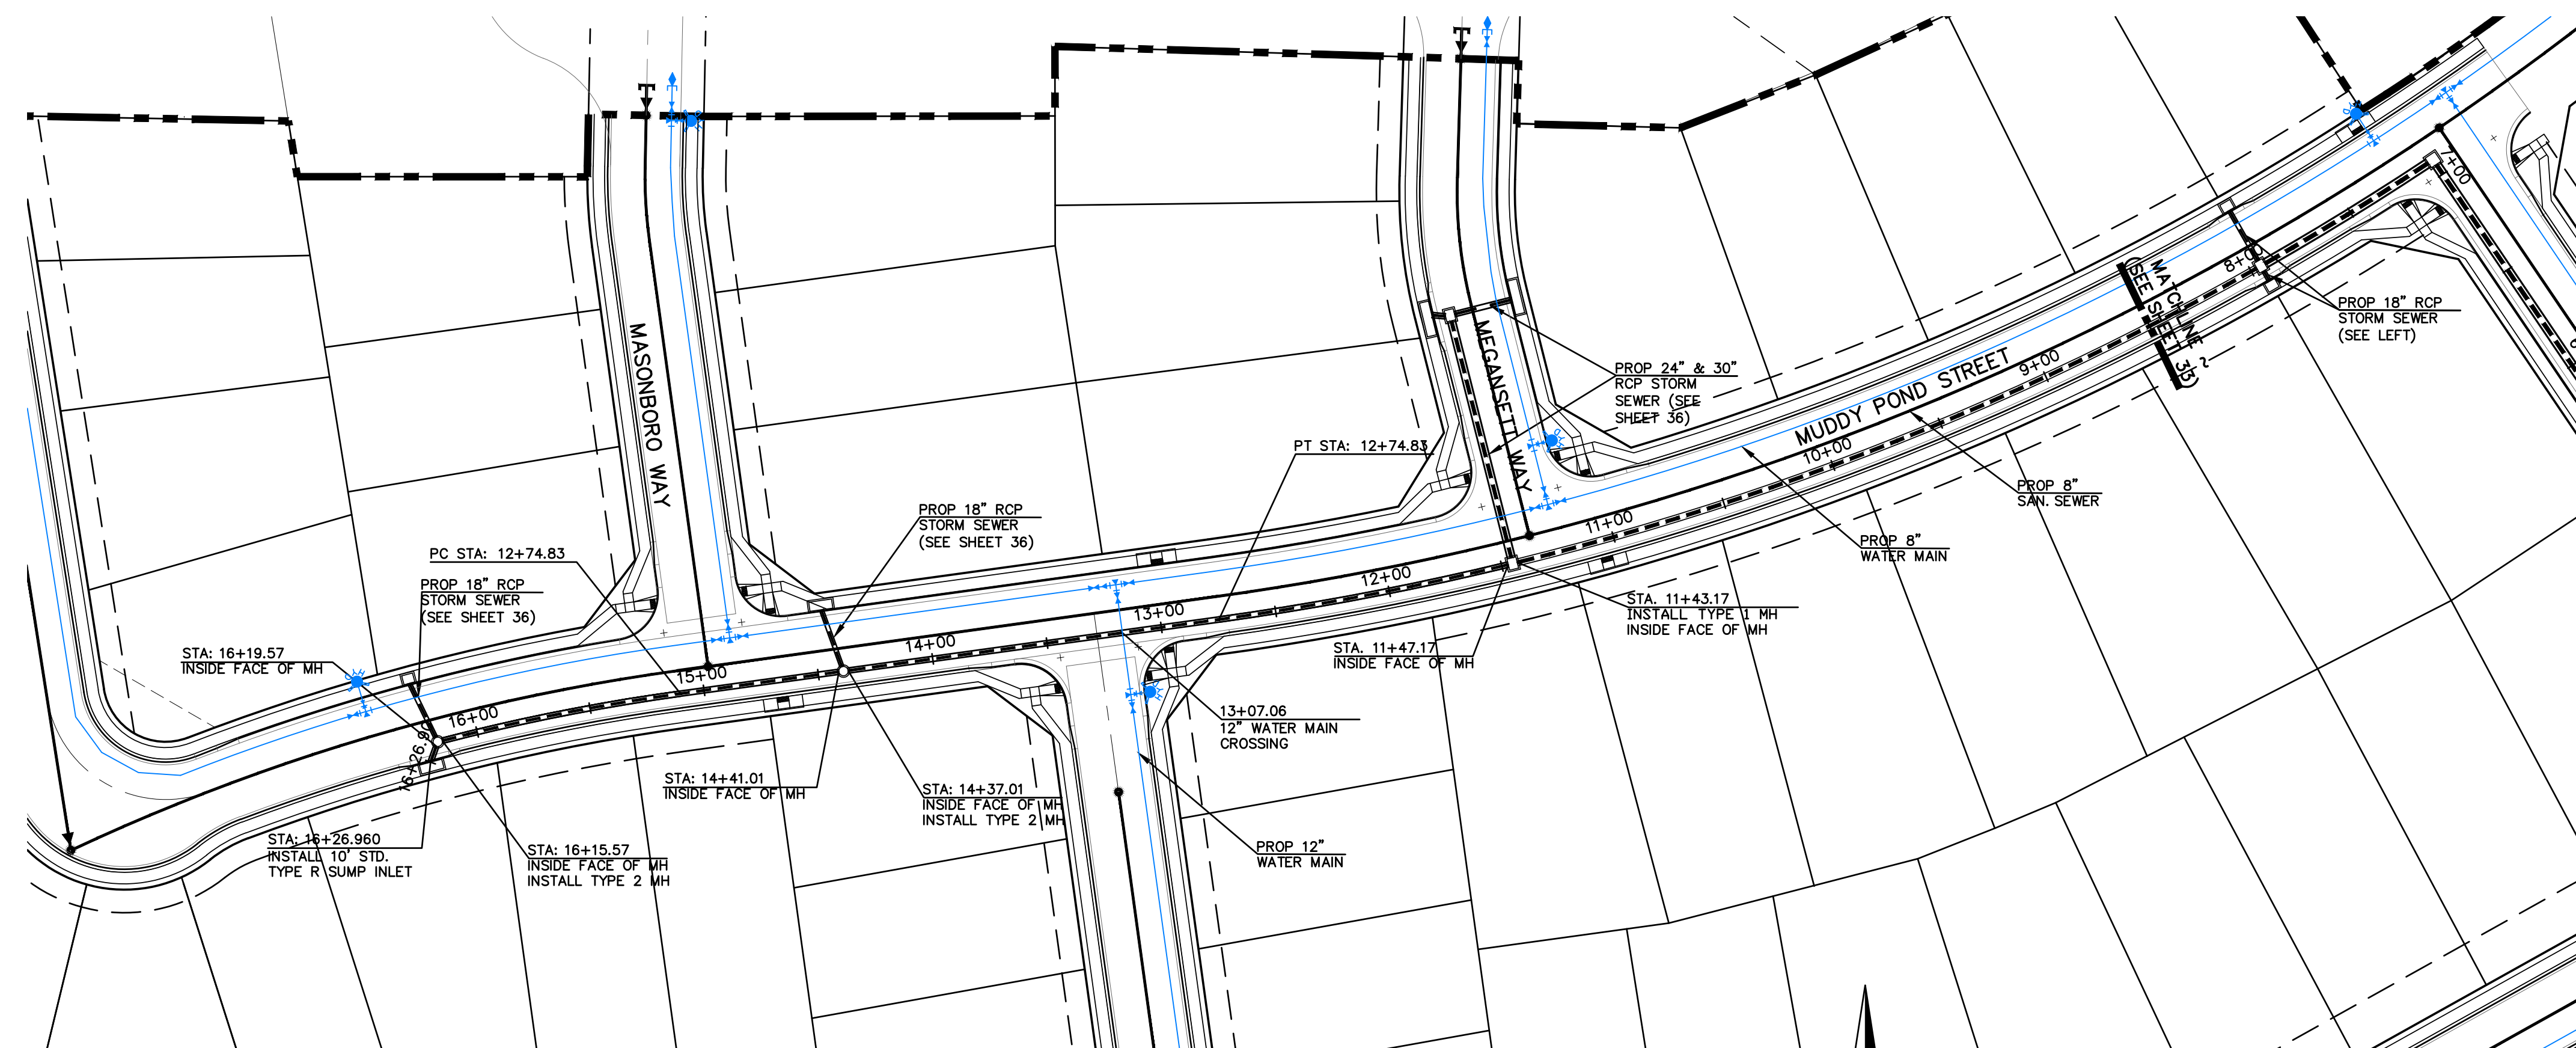 MASONBORO WAY
MEGANSETT WAY
MUDDY POND STREET
MATCHLINE
(SEE SHEET 33)
7+00
8+00
9+00
10+00
11+00
12+00
13+00
14+00
15+00
16+00
PROP 18" RCP
STORM SEWER
(SEE LEFT)
PROP 24" & 30"
RCP STORM
SEWER (SEE
SHEET 36)
PT STA: 12+74.83
PROP 18" RCP
STORM SEWER
(SEE SHEET 36)
PROP 8"
SAN. SEWER
PROP 8"
WATER MAIN
PC STA: 12+74.83
PROP 18" RCP
STORM SEWER
(SEE SHEET 36)
STA: 16+19.57
INSIDE FACE OF MH
STA. 11+43.17
INSTALL TYPE 1 MH
INSIDE FACE OF MH
STA. 11+47.17
INSIDE FACE OF MH
13+07.06
12" WATER MAIN
CROSSING
STA: 14+41.01
INSIDE FACE OF MH
STA: 14+37.01
INSIDE FACE OF MH
INSTALL TYPE 2 MH
STA: 16+26.960
INSTALL 10' STD.
TYPE R SUMP INLET
STA: 16+15.57
INSIDE FACE OF MH
INSTALL TYPE 2 MH
PROP 12"
WATER MAIN